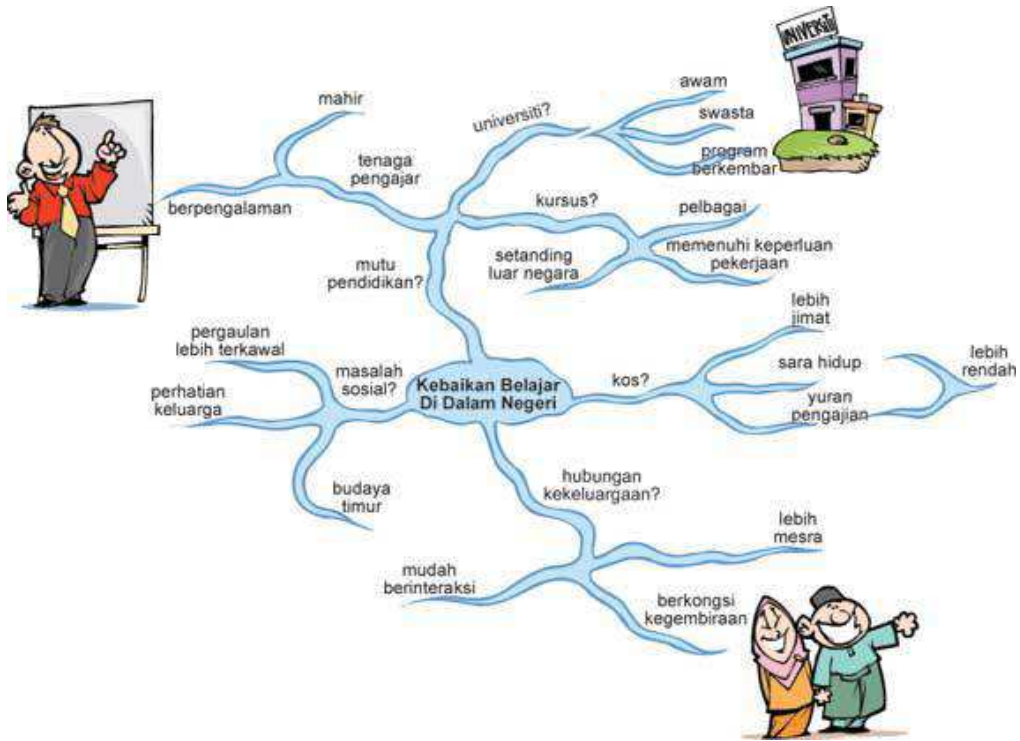 UNIVERSITI
mahir
tenaga
pengajar
berpengalaman
universiti?
awam
swasta
program
berkembar
kursus?
pelbagai
memenuhi keperluan
pekerjaan
setanding
luar negara
mutu
pendidikan?
pergaulan
lebih terkawal
masalah
sosial?
perhatian
keluarga
budaya
timur
Kebaikan Belajar
Di Dalam Negeri
kos?
lebih
jimat
sara hidup
yuran
pengajian
lebih
rendah
hubungan
kekeluargaan?
lebih
mesra
mudah
berinteraksi
berkongsi
kegembiraan